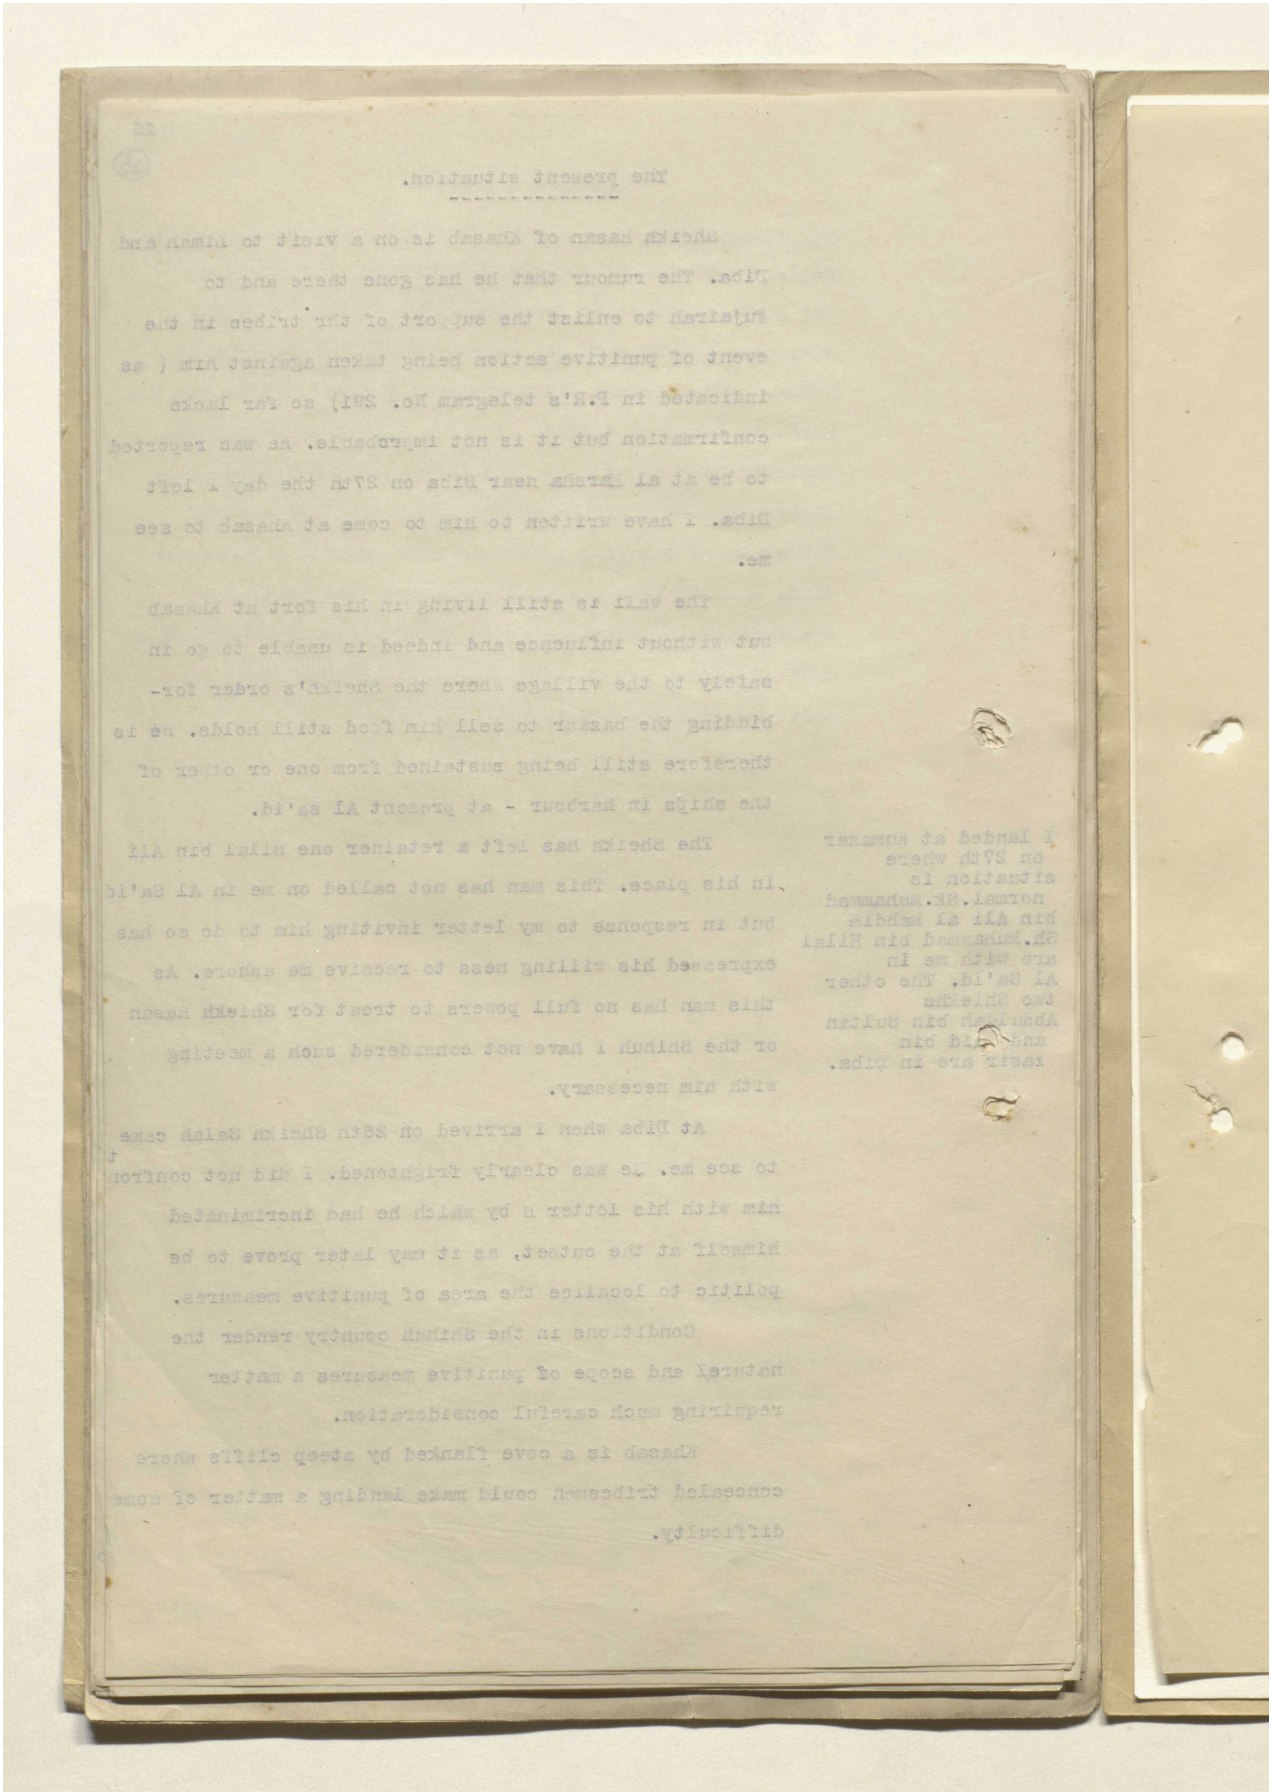 25
The present situation.
Sheikh Hasan of Khasab is on a visit to Limah and
Diba. The rumour that he has gone there and to
Fujairah to enlist the support of thr tribes in the
event of punitive action being taken against him ( as
indicated in P.R's telegram No. 291) so far lacks
confirmation but it is not improbable. He was reported
to be at al Harsha near Diba on 27th the day I left
Diba. I have written to him to come at Khasab to see
me.
The Wali is still living in his fort at Khasab
but without influence and indeed is unable to go in
safely to the village where the Sheikh's order for-
bidding the bazaar to sell him food still holds. He is
therefore still being sustained from one or other of
the ships in harbour - at present Al Sa'id.
The Sheikh has left a retainer one Hilal bin Ali
in his place. This man has not called on me in Al Sa'id
but in response to my letter inviting him to do so has
expressed his willing ness to receive me ashore. As
this man has no full powers to treat for Shiekh Hasan
or the Shihuh I have not considered such a meeting
with him necessary.
I landed at Kumazar
on 27th where
situation is
normal. Sk. Muhammad
bin Ali al Mahdim
Sh. Muhammad bin Hilal
are with me in
Al Sa'id. The other
two Shiekhs
Abdullah bin Sultan
and Zaid bin
are in Diba.
At Diba when I arrived on 26th Sheikh Salah came
to see me. He was clearly frightened. I did not confront
him with his letter B by which he had incriminated
himself at the outset, as it may later prove to be
politic to localise the area of punitive measures.
Conditions in the Shihuh country render the
nature/ and scope of punitive measures a matter
requiring much careful consideration.
Khasab is a cove flanked by steep cliffs where
concealed tribesmen could make landing a matter of some
difficulty.